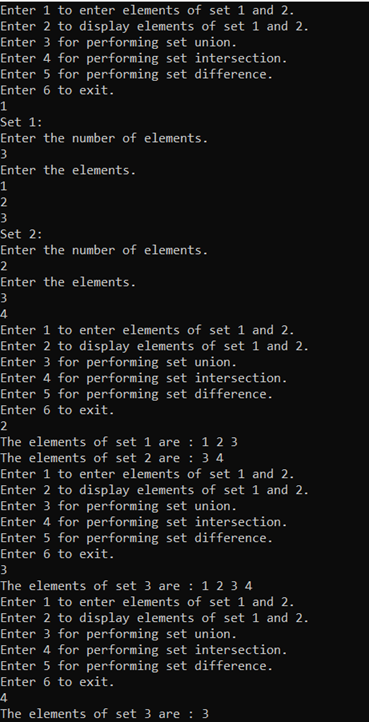 Enter 1 to enter elements of set 1 and 2.
Enter 2 to display elements of set 1 and 2.
Enter 3 for performing set union.
Enter 4 for performing set intersection.
Enter 5 for performing set difference.
Enter 6 to exit.
1
Set 1:
Enter the number of elements.
3
Enter the elements.
1
2
3
Set 2:
Enter the number of elements.
2
Enter the elements.
3
4
Enter 1 to enter elements of set 1 and 2.
Enter 2 to display elements of set 1 and 2.
Enter 3 for performing set union.
Enter 4 for performing set intersection.
Enter 5 for performing set difference.
Enter 6 to exit.
2
The elements of set 1 are : 1 2 3
The elements of set 2 are : 3 4
Enter 1 to enter elements of set 1 and 2.
Enter 2 to display elements of set 1 and 2.
Enter 3 for performing set union.
Enter 4 for performing set intersection.
Enter 5 for performing set difference.
Enter 6 to exit.
3
The elements of set 3 are : 1 2 3 4
Enter 1 to enter elements of set 1 and 2.
Enter 2 to display elements of set 1 and 2.
Enter 3 for performing set union.
Enter 4 for performing set intersection.
Enter 5 for performing set difference.
Enter 6 to exit.
4
The elements of set 3 are : 3